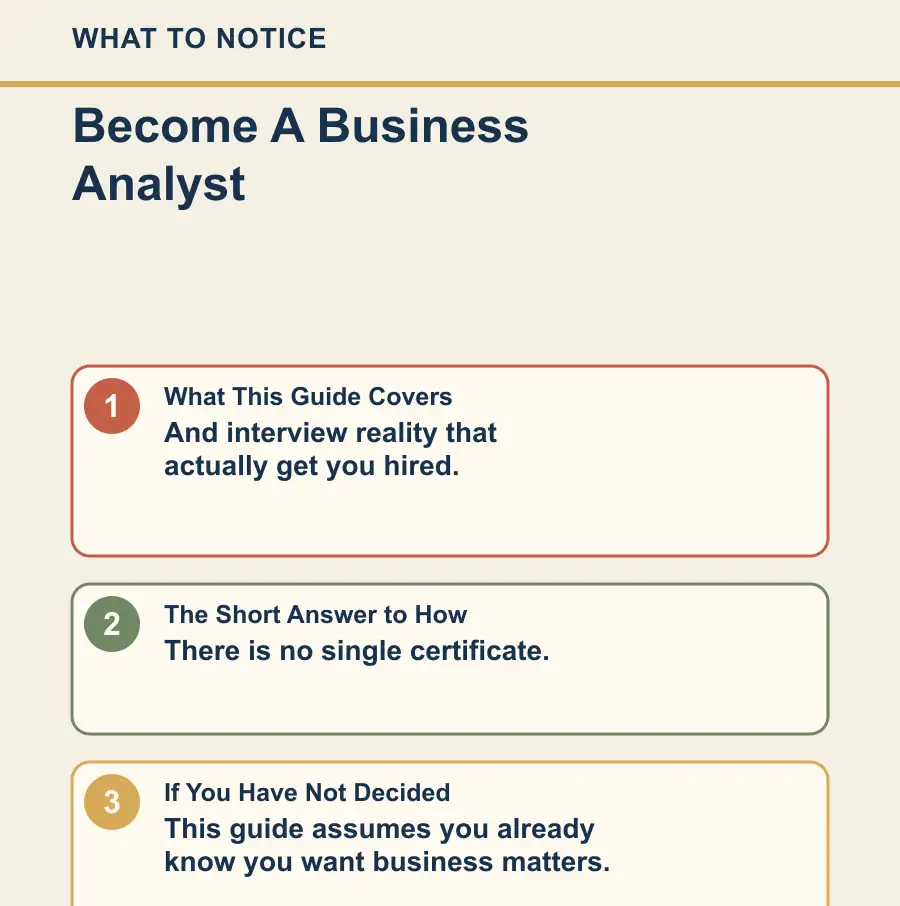 WHAT TO NOTICE
Become A Business
Analyst
1
What This Guide Covers
And interview reality that
actually get you hired.
2
The Short Answer to How
There is no single certificate.
3
If You Have Not Decided
This guide assumes you already
know you want business matters.